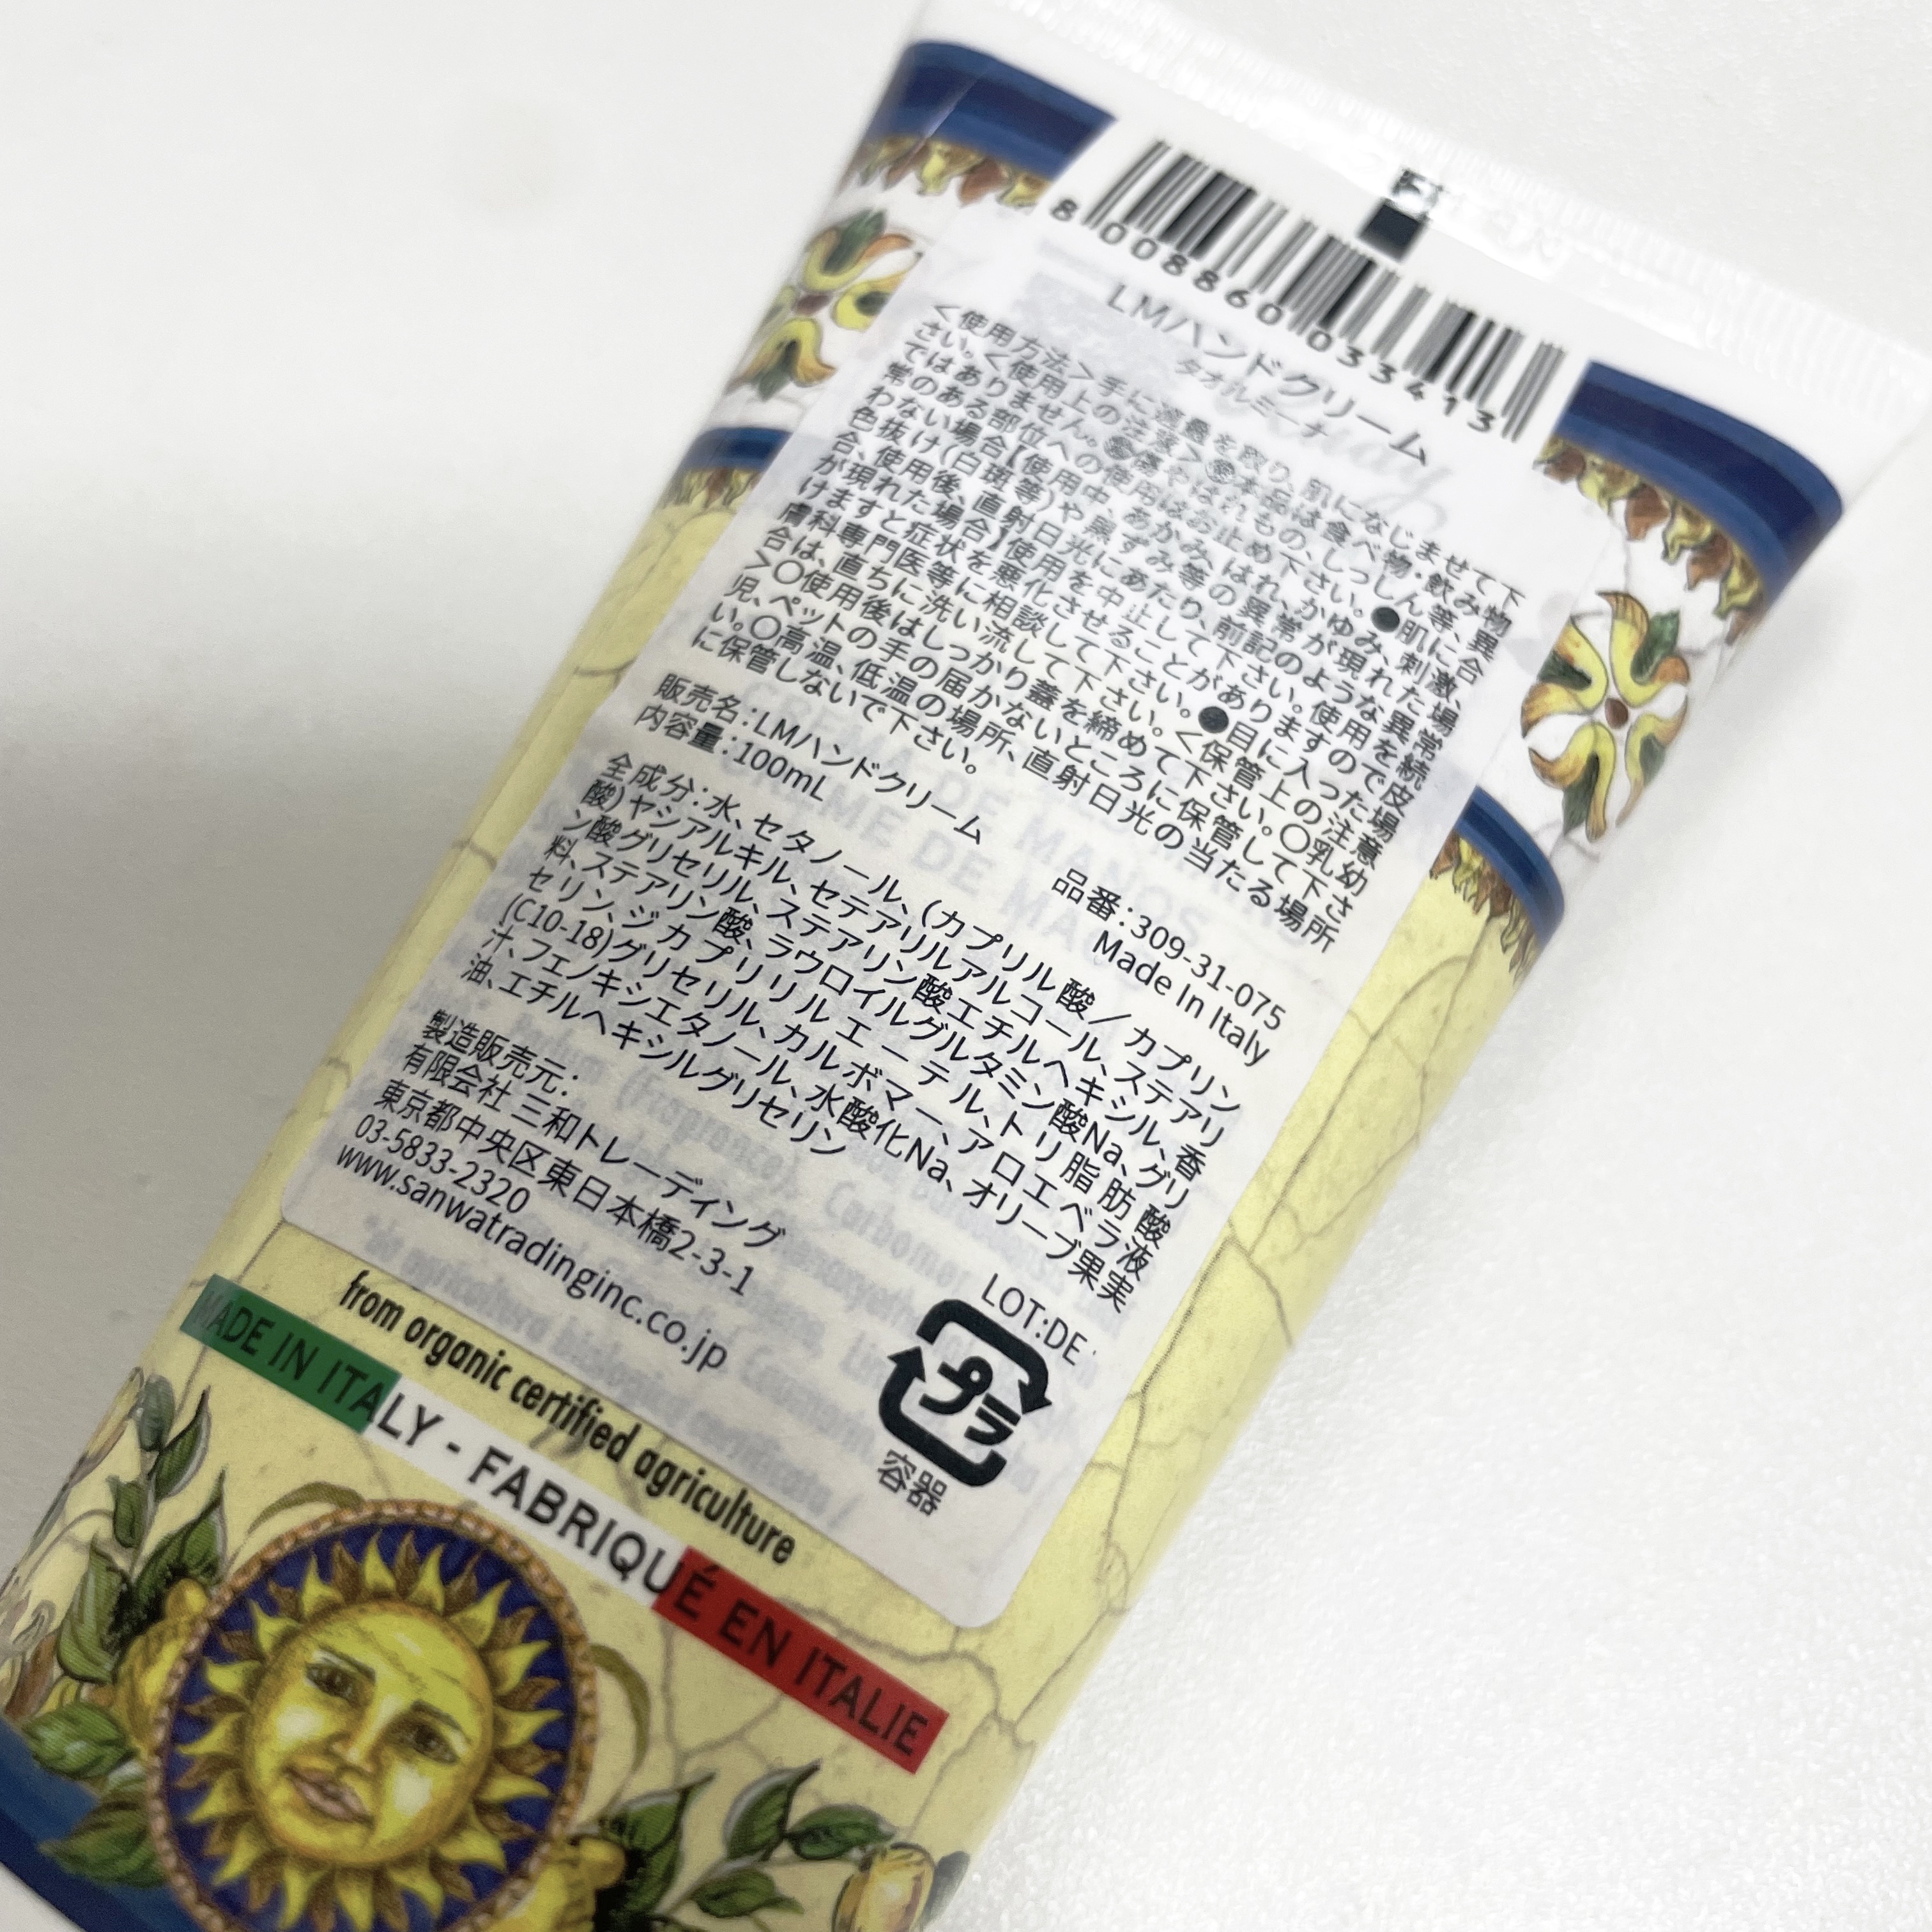 8 008860 033413
LMハンドクリーム
タオルミーナ
<使用方法>手に適量を取り、肌になじませて下
さい。<使用上の注意>●本品は食べ物・飲み物
ではありません。●傷やはれもの、しっしん等、異
常のある部位への使用はお止め下さい。●肌に合
わない場合【使用中、あかみ、はれ、かゆみ、刺激、
色抜け(白斑等)や黒ずみ等の異常が現れた場
合、使用後、直射日光にあたり、前記のような異常
が現れた場合】使用を中止して下さい。使用を続
けますと症状を悪化させることがありますので皮
膚科専門医等に相談して下さい。●目に入った場
合は、直ちに洗い流して下さい。<保管上の注意
>〇使用後はしっかり蓋を締めて下さい。〇乳幼
児、ペットの手の届かないところに保管して下さ
い。〇高温、低温の場所、直射日光の当たる場所
に保管しないで下さい。
販売名:LMハンドクリーム 品番:309-31-075
内容量:100mL Made in Italy
全成分:水、セタノール、(カプリル酸/カプリン
酸)ヤシアルキル、セテアリルアルコール、ステアリ
ン酸グリセリル、ステアリン酸エチルヘキシル、香
料、ステアリン酸、ラウロイルグルタミン酸Na、グリ
セリン、ジカプリリルエーテル、トリ脂肪酸
(C10-18)グリセリル、カルボマー、アロエベラ液
汁、フェノキシエタノール、水酸化Na、オリーブ果実
油、エチルヘキシルグリセリン
製造販売元:
有限会社 三和トレーディング
東京都中央区東日本橋2-3-1
03-5833-2320
www.sanwatradinginc.co.jp
LOT:DE
プラ
容器
from organic certified agriculture
MADE IN ITALY - FABRIQUÉ EN ITALIE